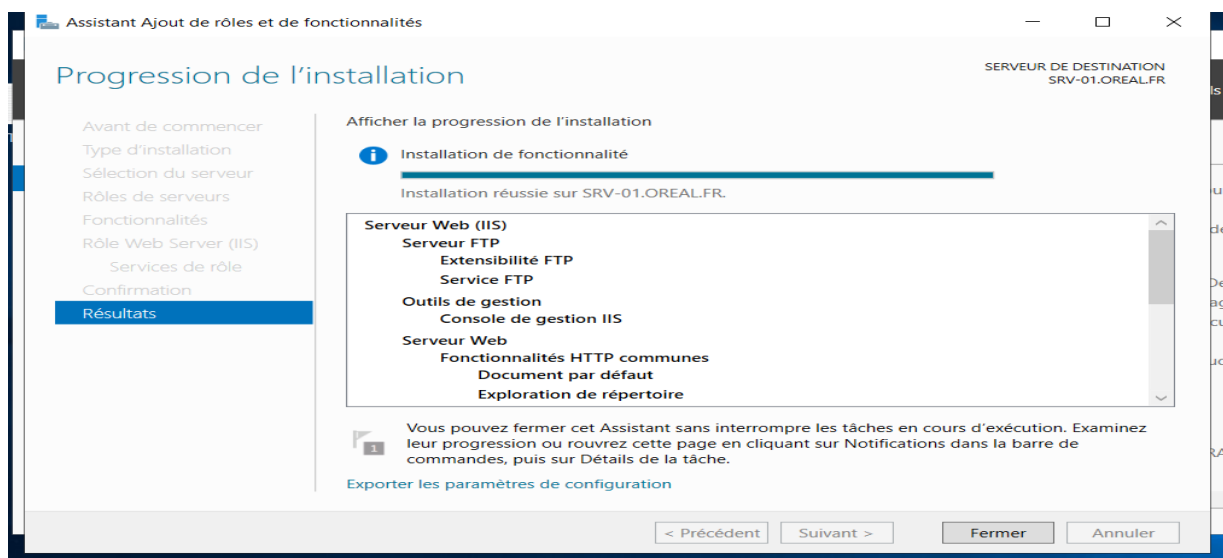 Assistant Ajout de rôles et de fonctionnalités
Progression de l'installation
SERVEUR DE DESTINATION
SRV-01.OREAL.FR
Avant de commencer
Type d'installation
Sélection du serveur
Rôles de serveurs
Fonctionnalités
Rôle Web Server (IIS)
Services de rôle
Confirmation
Résultats
Afficher la progression de l'installation
Installation de fonctionnalité
Installation réussie sur SRV-01.OREAL.FR.
Serveur Web (IIS)
Serveur FTP
Extensibilité FTP
Service FTP
Outils de gestion
Console de gestion IIS
Serveur Web
Fonctionnalités HTTP communes
Document par défaut
Exploration de répertoire
1
Vous pouvez fermer cet Assistant sans interrompre les tâches en cours d'exécution. Examinez
leur progression ou rouvrez cette page en cliquant sur Notifications dans la barre de
commandes, puis sur Détails de la tâche.
Exporter les paramètres de configuration
< Précédent
Suivant >
Fermer
Annuler